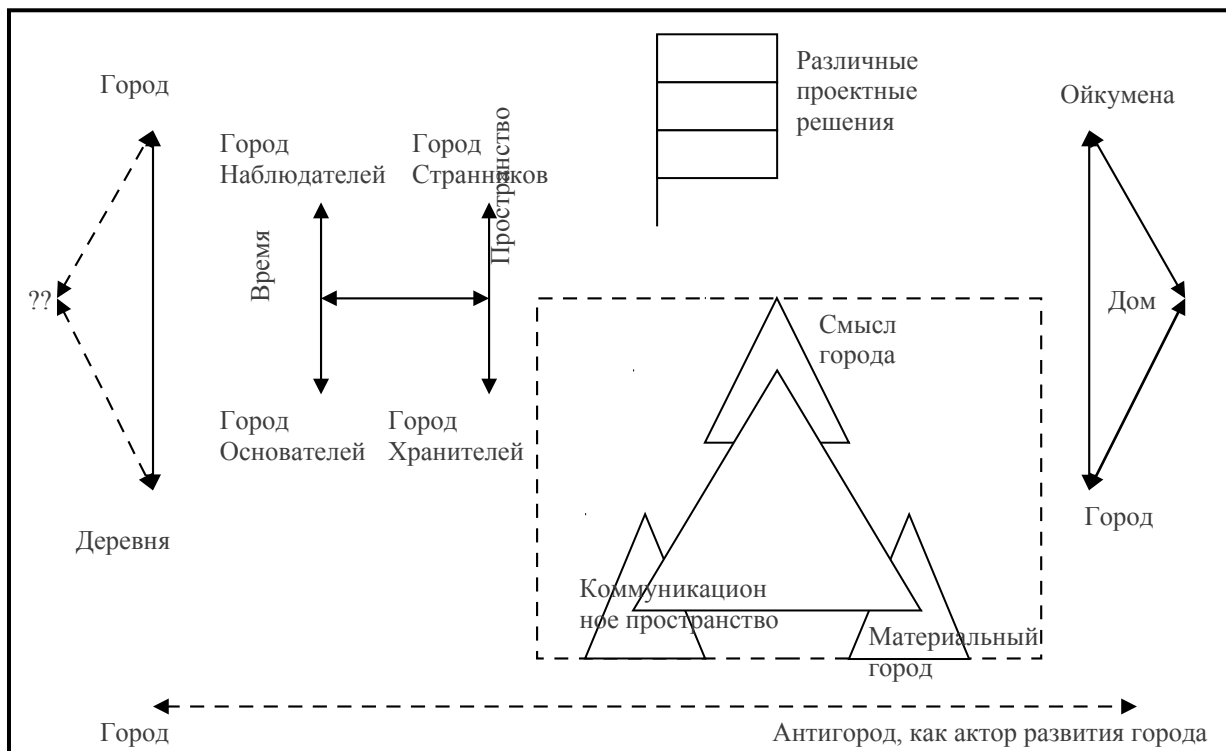 Город
Город
Наблюдателей
Город
Странников
Пространство
Время
Различные
проектные
решения
Ойкумена
??
Дом
Смысл
города
Город
Основателей
Город
Хранителей
Деревня
Город
Коммуникацион
ное пространство
Материальный
город
Город
Антигород, как актор развития города